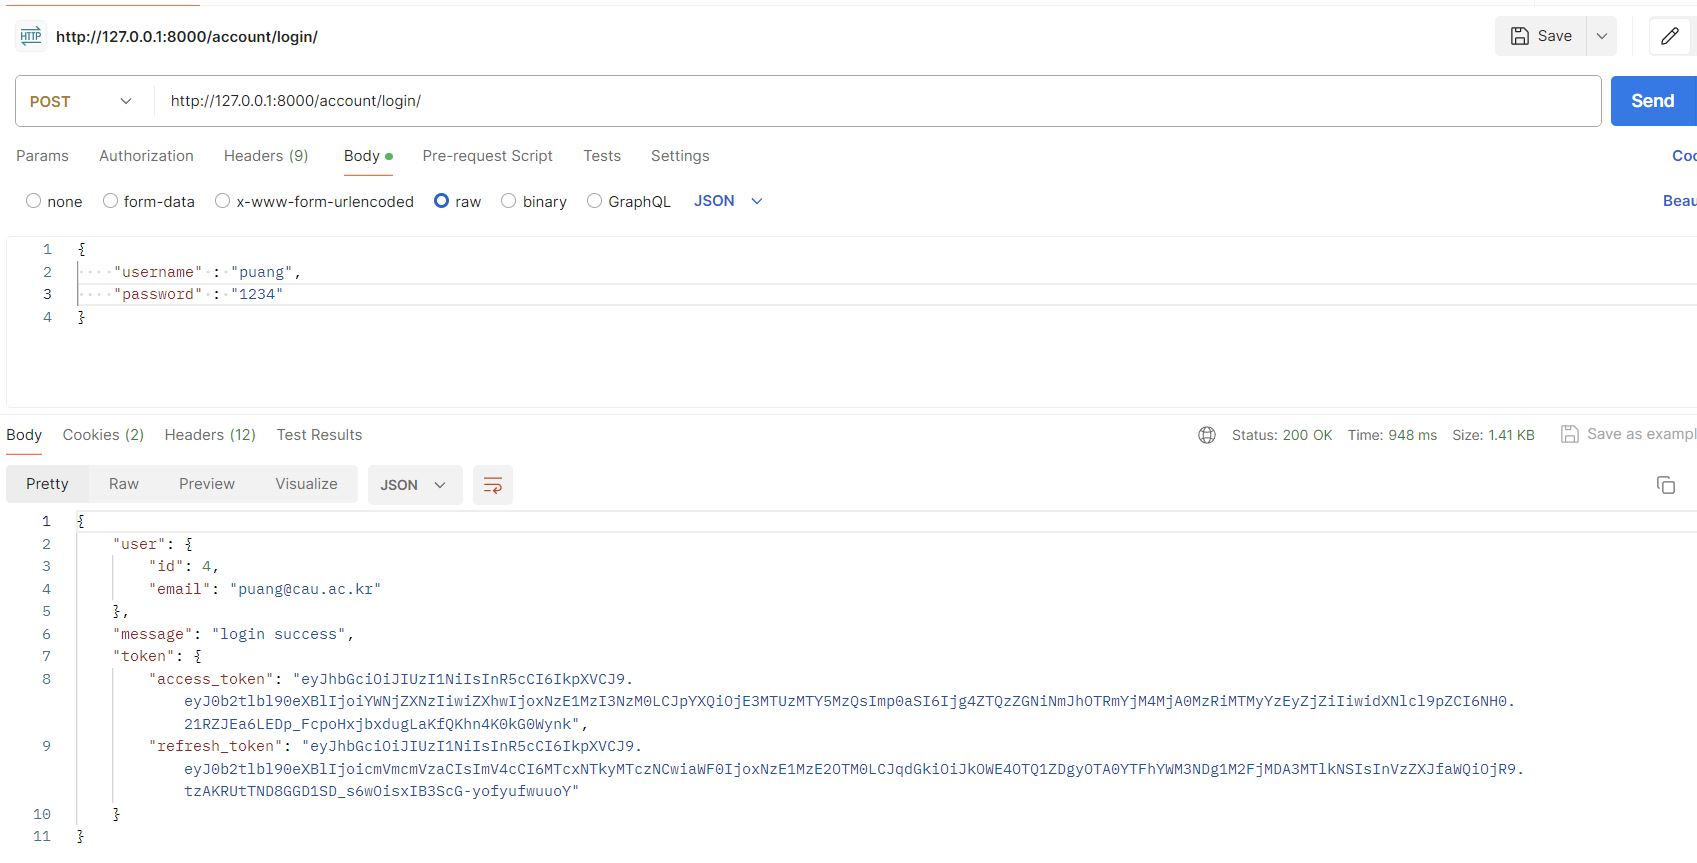 HTTP http://127.0.0.1:8000/account/login/ Save
POST http://127.0.0.1:8000/account/login/ Send
Params Authorization Headers (9) Body Pre-request Script Tests Settings Coo
none form-data x-www-form-urlencoded raw binary GraphQL JSON Beau
1 {
2 "username" : "puang",
3 "password" : "1234"
4 }
Body Cookies (2) Headers (12) Test Results Status: 200 OK Time: 948 ms Size: 1.41 KB Save as exampl
Pretty Raw Preview Visualize JSON
1 {
2 "user": {
3 "id": 4,
4 "email": "puang@cau.ac.kr"
5 },
6 "message": "login success",
7 "token": {
8 "access_token": "eyJhbGciOiJIUzI1NiIsInR5cCI6IkpXVCJ9.
eyJ0b2tlbl90eXBlIjoiYWNjZXNzIiwiZXhwIjoxNzE1MzI3NzM0LCJpYXQiOjE3MTUzMTY5MzQsImp0aSI6Ijg4ZTQzZGNiNmJhOTRmYjM4MjA0MzRiMTMyYzEyZjZiIiwidXNlcl9pZCI6NH0.
21RZJEa6LEDp_FcpoHxjbxdugLaKfQKhn4K0kG0Wynk",
9 "refresh_token": "eyJhbGciOiJIUzI1NiIsInR5cCI6IkpXVCJ9.
eyJ0b2tlbl90eXBlIjoicmVmcmVzaCIsImV4cCI6MTcxNTkyMTczNCwiaWF0IjoxNzE1MzE2OTM0LCJqdGkiOiJkOWE4OTQ1ZDgyOTA0YTFhYWM3NDg1M2FjMDA3MTlkNSIsInVzZXJfaWQiOjR9.
tzAKRUtTND8GGD1SD_s6wOisxIB3ScG-yofyufwuuoY"
10 }
11 }